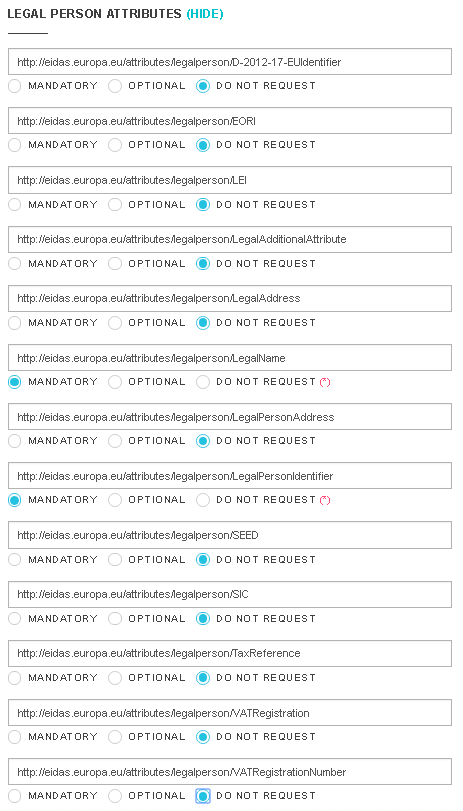 LEGAL PERSON ATTRIBUTES (HIDE)
http://eidas.europa.eu/attributes/legalperson/D-2012-17-EUIdentifier
MANDATORY OPTIONAL DO NOT REQUEST
http://eidas.europa.eu/attributes/legalperson/EORI
MANDATORY OPTIONAL DO NOT REQUEST
http://eidas.europa.eu/attributes/legalperson/LEI
MANDATORY OPTIONAL DO NOT REQUEST
http://eidas.europa.eu/attributes/legalperson/LegalAdditionalAttribute
MANDATORY OPTIONAL DO NOT REQUEST
http://eidas.europa.eu/attributes/legalperson/LegalAddress
MANDATORY OPTIONAL DO NOT REQUEST
http://eidas.europa.eu/attributes/legalperson/LegalName
MANDATORY OPTIONAL DO NOT REQUEST (*)
http://eidas.europa.eu/attributes/legalperson/LegalPersonAddress
MANDATORY OPTIONAL DO NOT REQUEST
http://eidas.europa.eu/attributes/legalperson/LegalPersonIdentifier
MANDATORY OPTIONAL DO NOT REQUEST (*)
http://eidas.europa.eu/attributes/legalperson/SEED
MANDATORY OPTIONAL DO NOT REQUEST
http://eidas.europa.eu/attributes/legalperson/SIC
MANDATORY OPTIONAL DO NOT REQUEST
http://eidas.europa.eu/attributes/legalperson/TaxReference
MANDATORY OPTIONAL DO NOT REQUEST
http://eidas.europa.eu/attributes/legalperson/VATRegistration
MANDATORY OPTIONAL DO NOT REQUEST
http://eidas.europa.eu/attributes/legalperson/VATRegistrationNumber
MANDATORY OPTIONAL DO NOT REQUEST